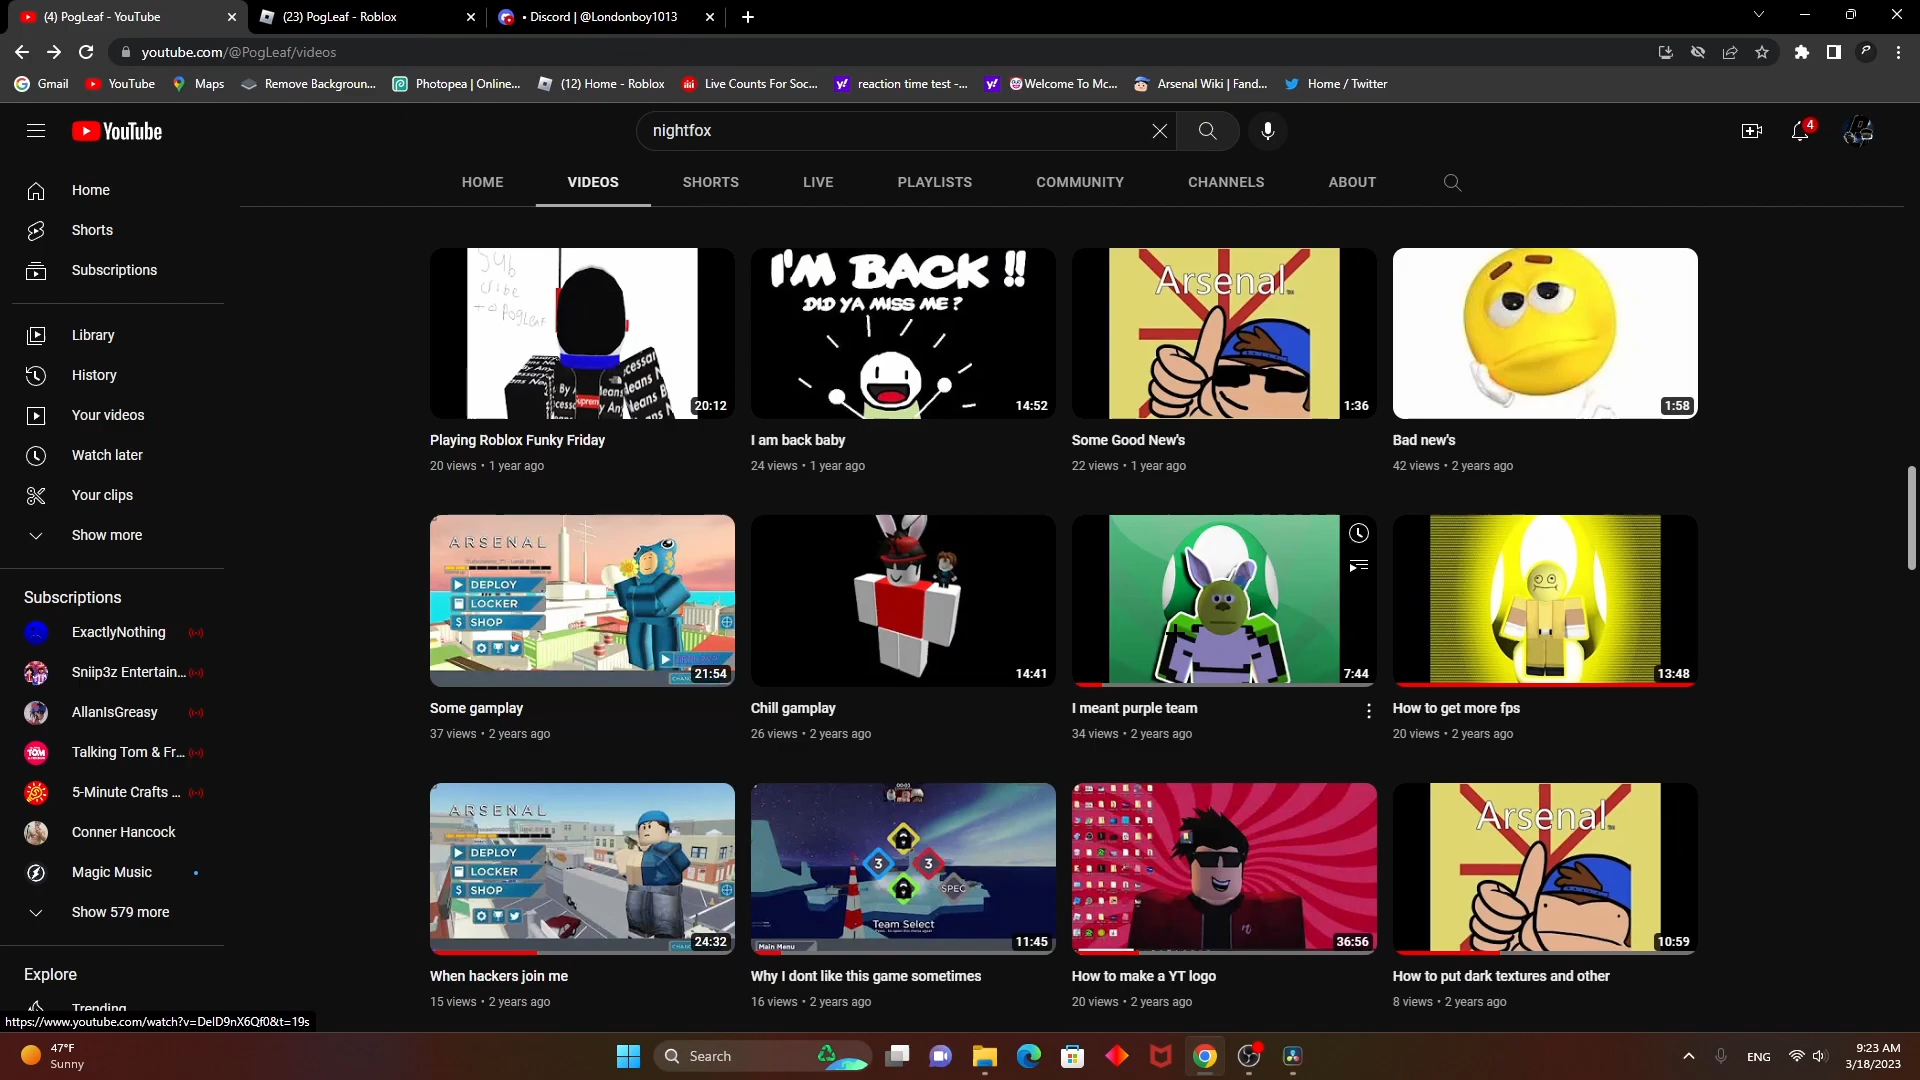 (4) PogLeaf - YouTube
(23) PogLeaf - Roblox
• Discord | @Londonboy1013
youtube.com/@PogLeaf/videos
Gmail
YouTube
Maps
Remove Backgroun...
Photopea | Online...
(12) Home - Roblox
Live Counts For Soc...
reaction time test -...
Welcome To Mc...
Arsenal Wiki | Fand...
Home / Twitter
YouTube
nightfox
4
HOME
VIDEOS
SHORTS
LIVE
PLAYLISTS
COMMUNITY
CHANNELS
ABOUT
Home
Shorts
Subscriptions
Library
History
Your videos
Watch later
Your clips
Show more
Subscriptions
ExactlyNothing
Sniip3z Entertain...
AllanIsGreasy
Talking Tom & Fr...
5-Minute Crafts ...
Conner Hancock
Magic Music
Show 579 more
Explore
Trending
Sub
cribe
to PogLeaf
20:12
Playing Roblox Funky Friday
20 views • 1 year ago
I'M BACK !!
DID YA MISS ME ?
14:52
I am back baby
24 views • 1 year ago
Arsenal
1:36
Some Good New's
22 views • 1 year ago
1:58
Bad new's
42 views • 2 years ago
ARSENAL
DEPLOY
LOCKER
$ SHOP
21:54
Some gamplay
37 views • 2 years ago
14:41
Chill gamplay
26 views • 2 years ago
7:44
I meant purple team
34 views • 2 years ago
13:48
How to get more fps
20 views • 2 years ago
ARSENAL
DEPLOY
LOCKER
$ SHOP
24:32
When hackers join me
15 views • 2 years ago
3
3
SPEC
Team Select
Main Menu
11:45
Why I dont like this game sometimes
16 views • 2 years ago
36:56
How to make a YT logo
20 views • 2 years ago
Arsenal
10:59
How to put dark textures and other
8 views • 2 years ago
https://www.youtube.com/watch?v=DelD9nX6Qf0&t=19s
47°F
Sunny
Search
ENG
9:23 AM
3/18/2023